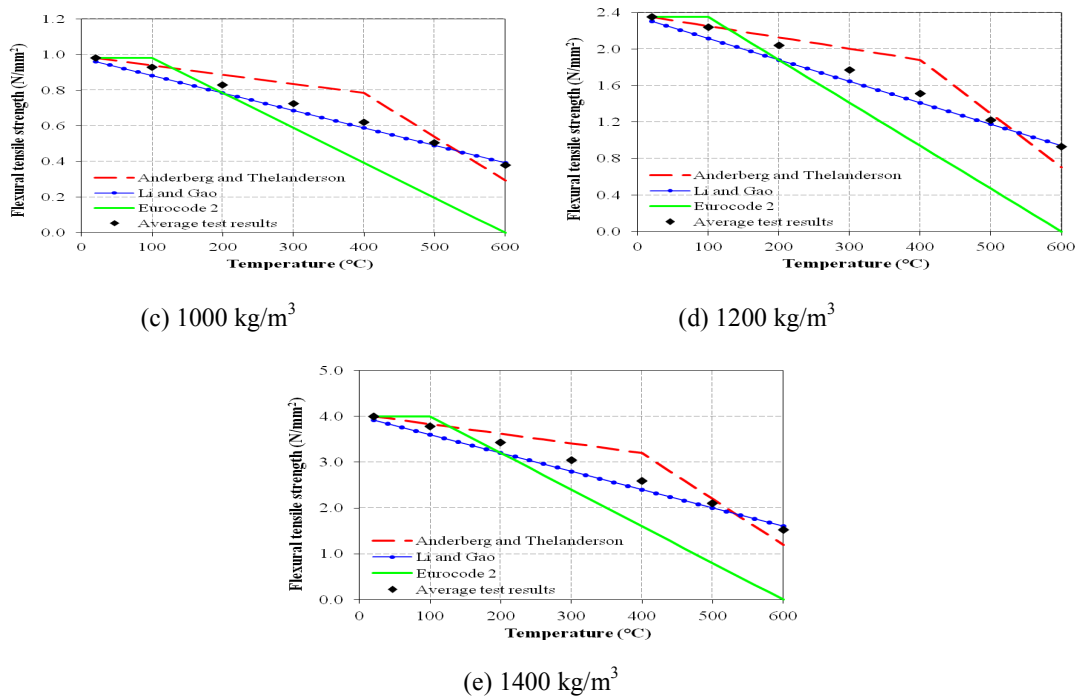 Flexural tensile strength (N/mm²)
1.2
1.0
0.8
0.6
0.4
0.2
0.0
Anderberg and Thelanderson
Li and Gao
Eurocode 2
Average test results
0 100 200 300 400 500 600
Temperature (°C)
(c) 1000 kg/m³
Flexural tensile strength (N/mm²)
2.4
2.0
1.6
1.2
0.8
0.4
0.0
Anderberg and Thelanderson
Li and Gao
Eurocode 2
Average test results
0 100 200 300 400 500 600
Temperature (°C)
(d) 1200 kg/m³
Flexural tensile strength (N/mm²)
5.0
4.0
3.0
2.0
1.0
0.0
Anderberg and Thelanderson
Li and Gao
Eurocode 2
Average test results
0 100 200 300 400 500 600
Temperature (°C)
(e) 1400 kg/m³